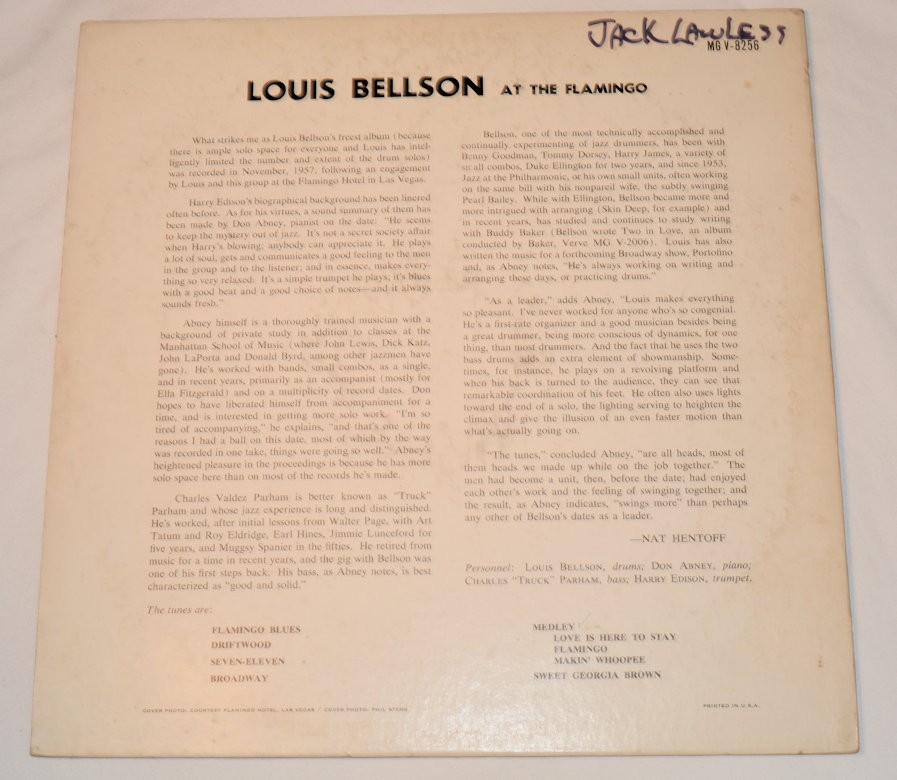 JACK LAWLESS
MG V-8256
LOUIS BELLSON AT THE FLAMINGO
What strikes me as Louis Bellson's freest album (because
there is ample solo space for everyone and Louis has intel-
ligently limited the number and extent of the drum solos)
was recorded in November, 1957, following an engagement
by Louis and this group at the Flamingo Hotel in Las Vegas.
Harry Edison's biographical background has been linered
often before. As for his virtues, a sound summary of them has
been made by Don Abney, pianist on the date: "He seems
to keep the mystery out of jazz. It's not a secret society affair
when Harry's blowing; anybody can appreciate it. He plays
a lot of soul, gets and communicates a good feeling to the men
in the group and to the listener; and in essence, makes every-
thing so very relaxed. It's a simple trumpet he plays; it's blues
with a good beat and a good choice of notes—and it always
sounds fresh."
Abney himself is a thoroughly trained musician with a
background of private study in addition to classes at the
Manhattan School of Music (where John Lewis, Dick Katz,
John LaPorta and Donald Byrd, among other jazzmen have
gone). He's worked with bands, small combos, as a single,
and in recent years, primarily as an accompanist (mostly for
Ella Fitzgerald) and on a multiplicity of record dates. Don
hopes to have liberated himself from accompaniment for a
time, and is interested in getting more solo work. "I'm so
tired of accompanying," he explains, "and that's one of the
reasons I had a ball on this date, most of which by the way
was recorded in one take, things were going so well." Abney's
heightened pleasure in the proceedings is because he has more
solo space here than on most of the records he's made.
Charles Valdez Parham is better known as "Truck"
Parham and whose jazz experience is long and distinguished.
He's worked, after initial lessons from Walter Page, with Art
Tatum and Roy Eldridge, Earl Hines, Jimmie Lunceford for
five years, and Muggsy Spanier in the fifties. He retired from
music for a time in recent years, and the gig with Bellson was
one of his first steps back. His bass, as Abney notes, is best
characterized as "good and solid."
Bellson, one of the most technically accomplished and
continually experimenting of jazz drummers, has been with
Benny Goodman, Tommy Dorsey, Harry James, a variety of
small combos, Duke Ellington for two years, and since 1953,
Jazz at the Philharmonic, or his own small units, often working
on the same bill with his nonpareil wife, the subtly swinging
Pearl Bailey. While with Ellington, Bellson became more and
more intrigued with arranging (Skin Deep, for example) and
in recent years, has studied and continues to study writing
with Buddy Baker (Bellson wrote Two in Love, an album
conducted by Baker, Verve MG V-2006). Louis has also
written the music for a forthcoming Broadway show, Portofino
and, as Abney notes, "He's always working on writing and
arranging these days, or practicing drums."
"As a leader," adds Abney, "Louis makes everything
so pleasant. I've never worked for anyone who's so congenial.
He's a first-rate organizer and a good musician besides being
a great drummer, being more conscious of dynamics, for one
thing, than most drummers. And the fact that he uses the two
bass drums adds an extra element of showmanship. Some-
times, for instance, he plays on a revolving platform and
when his back is turned to the audience, they can see that
remarkable coordination of his feet. He often also uses lights
toward the end of a solo, the lighting serving to heighten the
climax and give the illusion of an even faster motion than
what's actually going on.
"The tunes," concluded Abney, "are all heads, most of
them heads we made up while on the job together." The
men had become a unit, then, before the date; had enjoyed
each other's work and the feeling of swinging together; and
the result, as Abney indicates, "swings more" than perhaps
any other of Bellson's dates as a leader.
—NAT HENTOFF
Personnel: LOUIS BELLSON, drums; DON ABNEY, piano;
CHARLES "TRUCK" PARHAM, bass; HARRY EDISON, trumpet.
The tunes are:
FLAMINGO BLUES
DRIFTWOOD
SEVEN-ELEVEN
BROADWAY
MEDLEY
LOVE IS HERE TO STAY
FLAMINGO
MAKIN' WHOOPEE
SWEET GEORGIA BROWN
COVER PHOTO: COURTESY FLAMINGO HOTEL, LAS VEGAS / COVER PHOTO: PHIL STERN
PRINTED IN U.S.A.